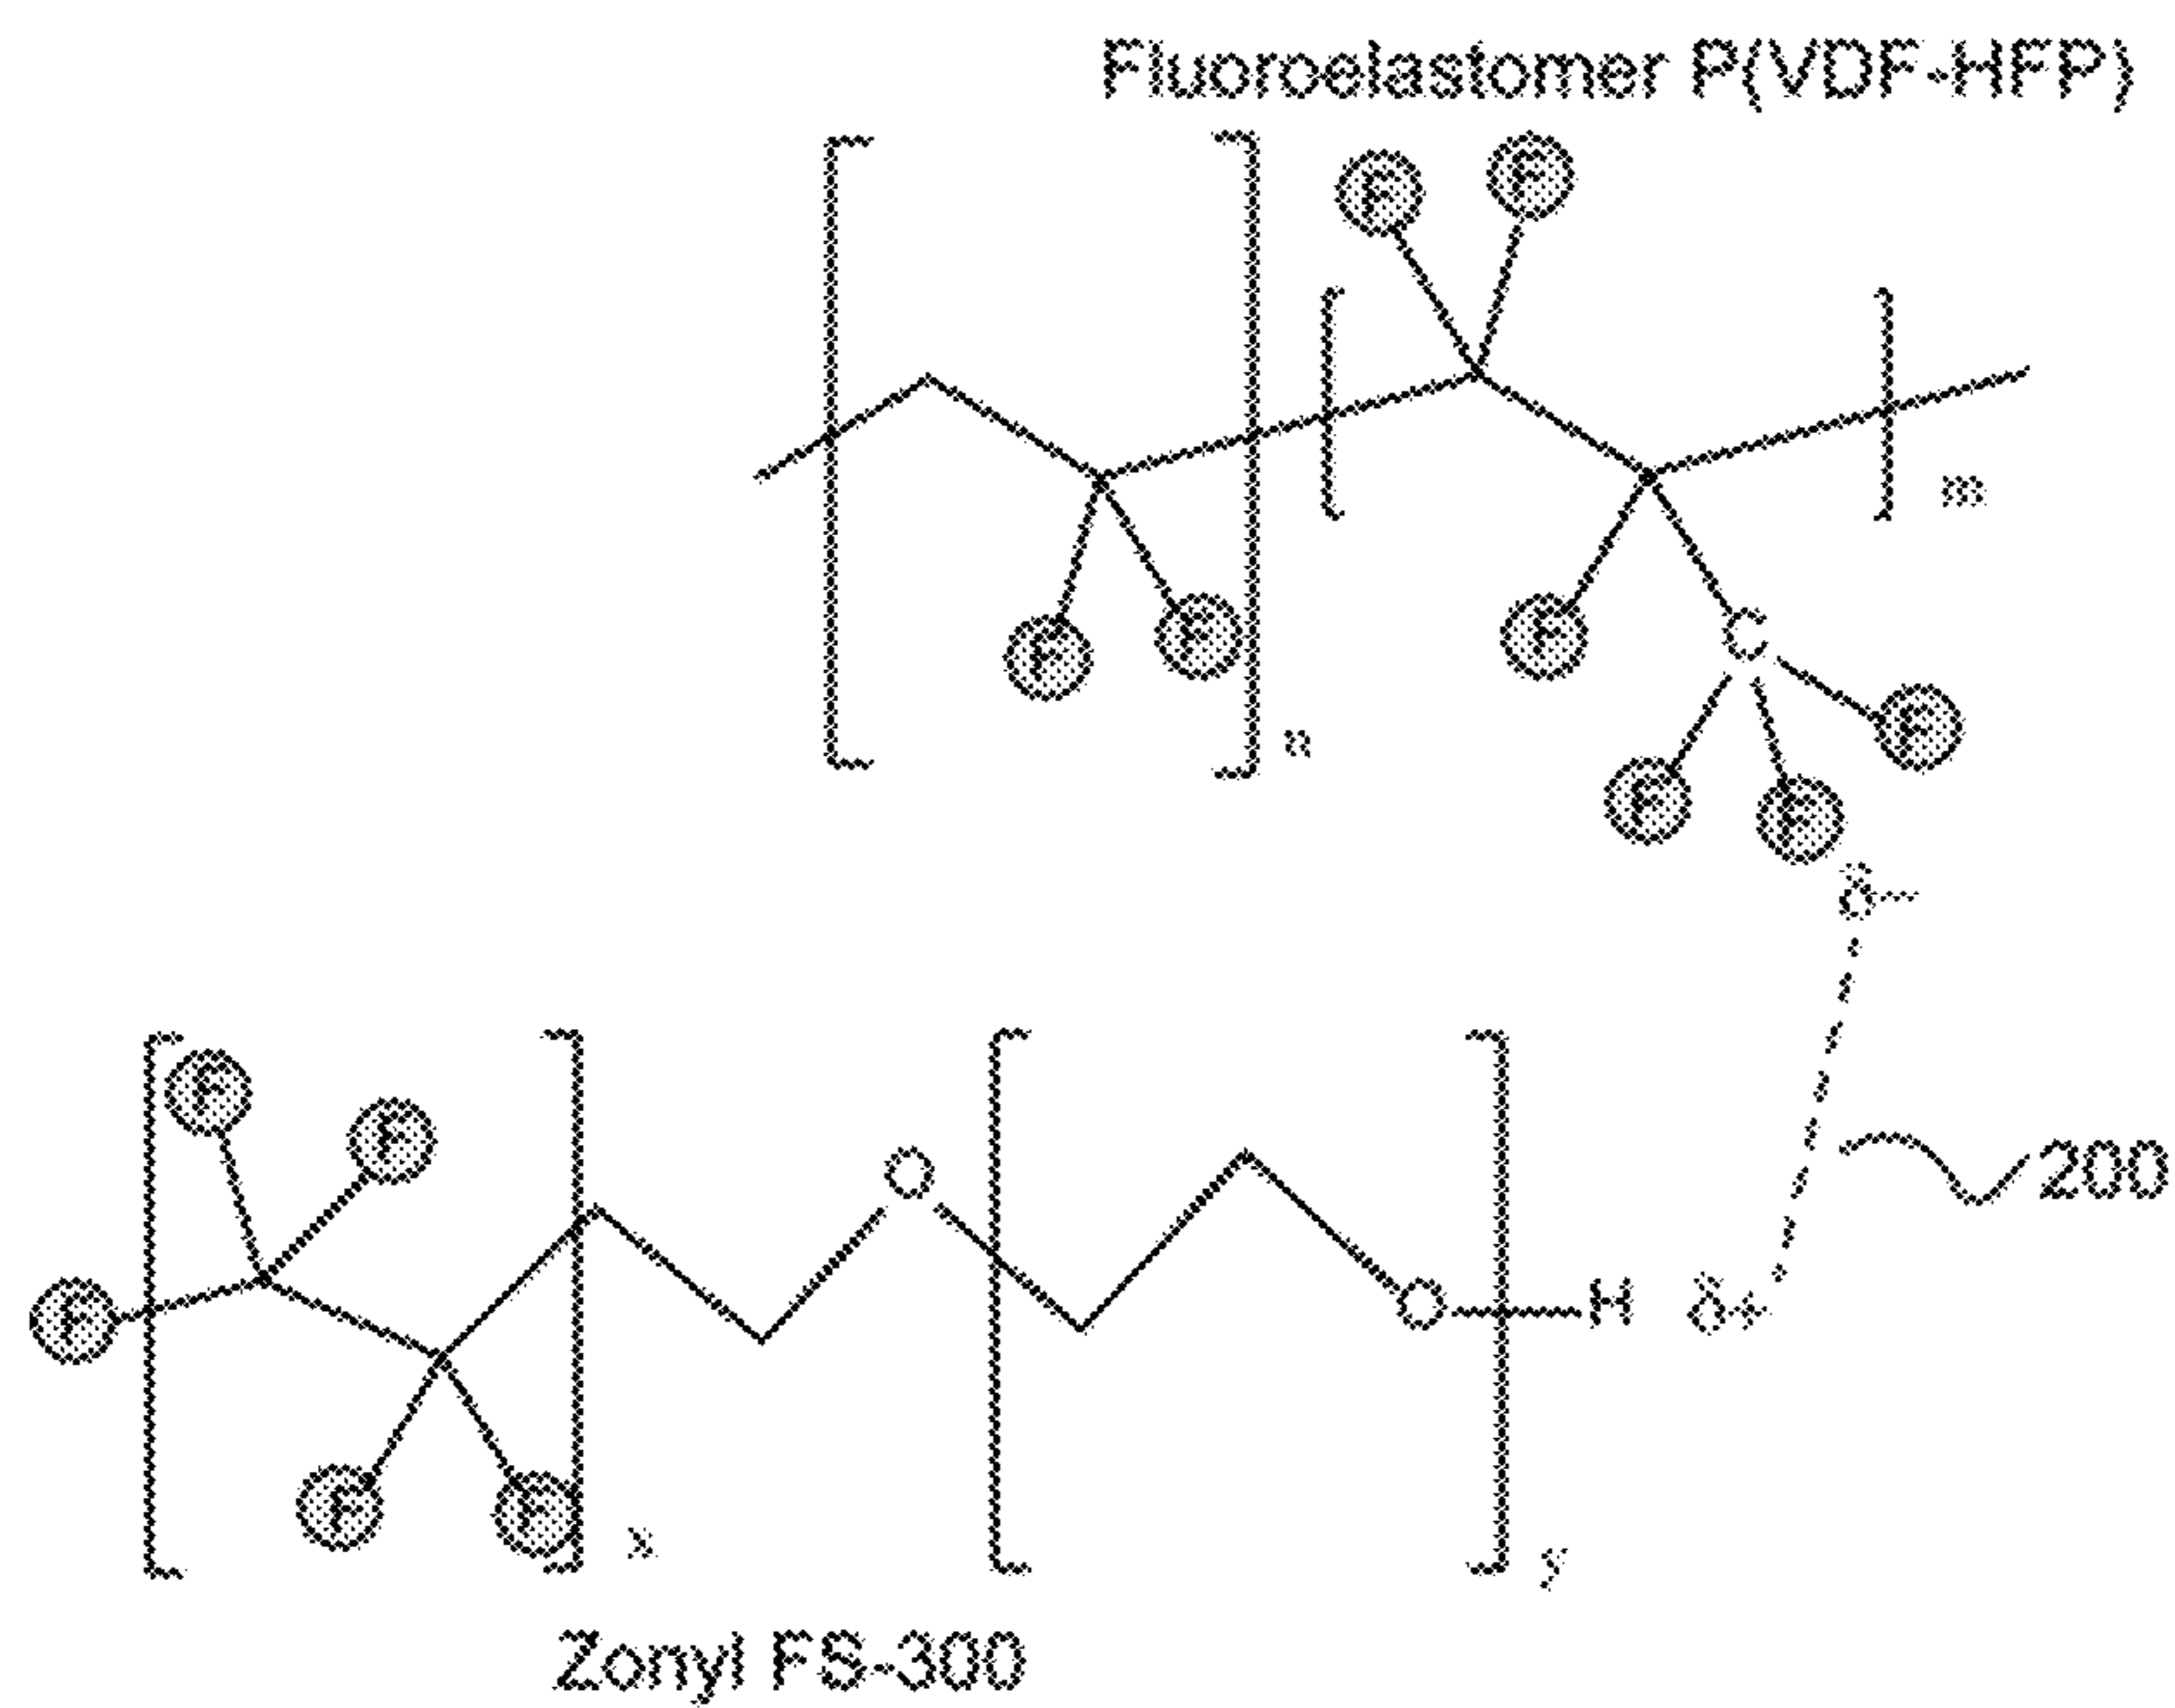 Fluoroelastomer P(VDF-HFP)
F F
F F F C
m
F
n
F F
δ-
F F
200
O
F
O H δ+
F F
x
y
Zonyl FS-300